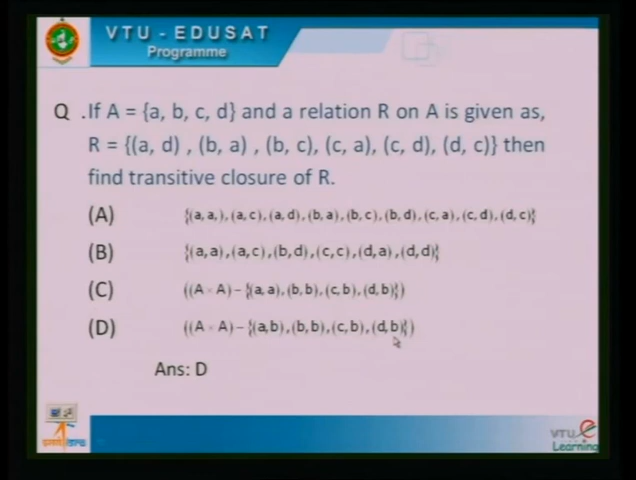 VTU - EDUSAT
Programme
Q .If A = {a, b, c, d} and a relation R on A is given as,
R = {(a, d) , (b, a) , (b, c), (c, a), (c, d), (d, c)} then
find transitive closure of R.
(A) {(a, a,), (a, c), (a, d), (b, a), (b, c), (b, d), (c, a), (c, d), (d, c)}
(B) {(a, a), (a, c), (b, d), (c, c), (d, a), (d, d)}
(C) ((A × A) – {(a, a), (b, b), (c, b), (d, b)})
(D) ((A × A) – {(a, b), (b, b), (c, b), (d, b)})
Ans: D
VTU e
Learning